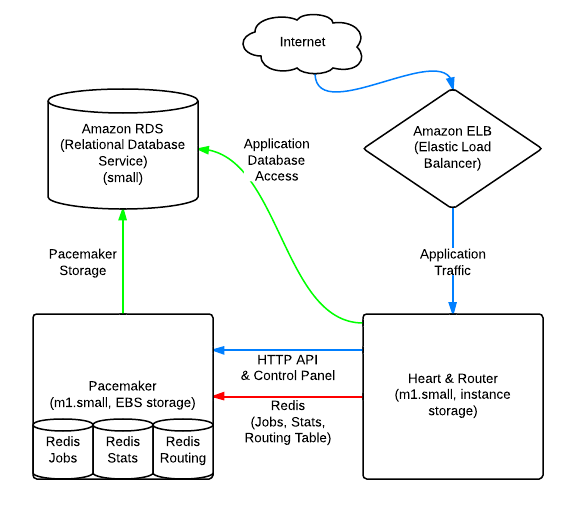 Internet
Amazon RDS
(Relational Database
Service)
(small)
Application
Database
Access
Amazon ELB
(Elastic Load
Balancer)
Pacemaker
Storage
Application
Traffic
HTTP API
& Control Panel
Pacemaker
(m1.small, EBS storage)
Redis
Jobs
Redis
Stats
Redis
Routing
Redis
(Jobs, Stats,
Routing Table)
Heart & Router
(m1.small, instance
storage)